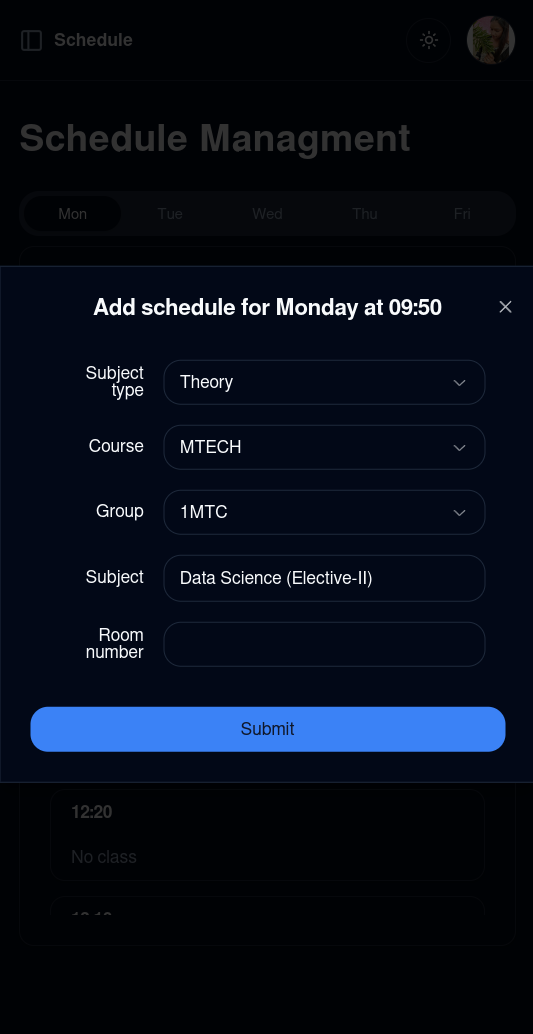 Schedule
Schedule Managment
Mon Tue Wed Thu Fri
Add schedule for Monday at 09:50
Subject
type
Theory
Course
MTECH
Group
1MTC
Subject
Data Science (Elective-II)
Room
number
Submit
12:20
No class